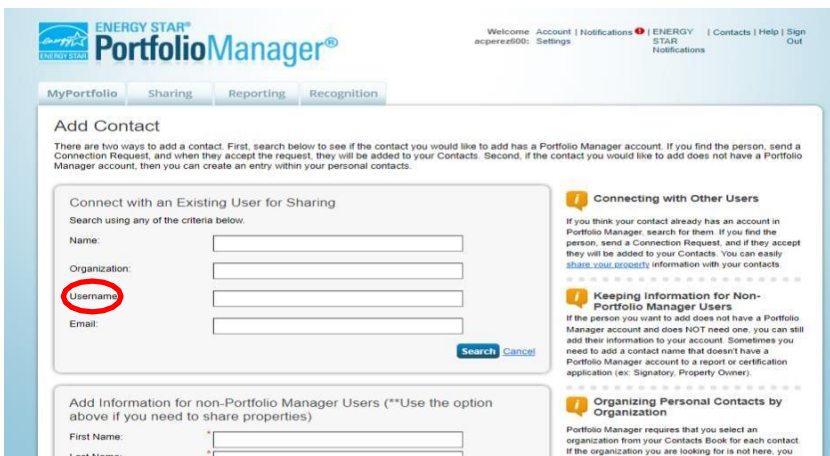 ENERGY STAR®
PortfolioManager®
ENERGY STAR
Welcome acperez600:
Account Settings | Notifications | ENERGY STAR Notifications | Contacts | Help | Sign Out
MyPortfolio Sharing Reporting Recognition
Add Contact
There are two ways to add a contact. First, search below to see if the contact you would like to add has a Portfolio Manager account. If you find the person, send a
Connection Request, and when they accept the request, they will be added to your Contacts. Second, if the contact you would like to add does not have a Portfolio
Manager account, then you can create an entry within your personal contacts.
Connect with an Existing User for Sharing
Search using any of the criteria below.
Name:
Organization:
Username
Email:
Search Cancel
Add Information for non-Portfolio Manager Users (**Use the option
above if you need to share properties)
First Name: *
Last Name: *
Connecting with Other Users
If you think your contact already has an account in
Portfolio Manager, search for them. If you find the
person, send a Connection Request, and if they accept
they will be added to your Contacts. You can easily
share your property information with your contacts.
Keeping Information for Non-
Portfolio Manager Users
If the person you want to add does not have a Portfolio
Manager account and does NOT need one, you can still
add their information to your account. Sometimes you
need to add a contact name that doesn't have a
Portfolio Manager account to a report or certification
application (ex: Signatory, Property Owner).
Organizing Personal Contacts by
Organization
Portfolio Manager requires that you select an
organization from your Contacts Book for each contact.
If the organization you are looking for is not here, you